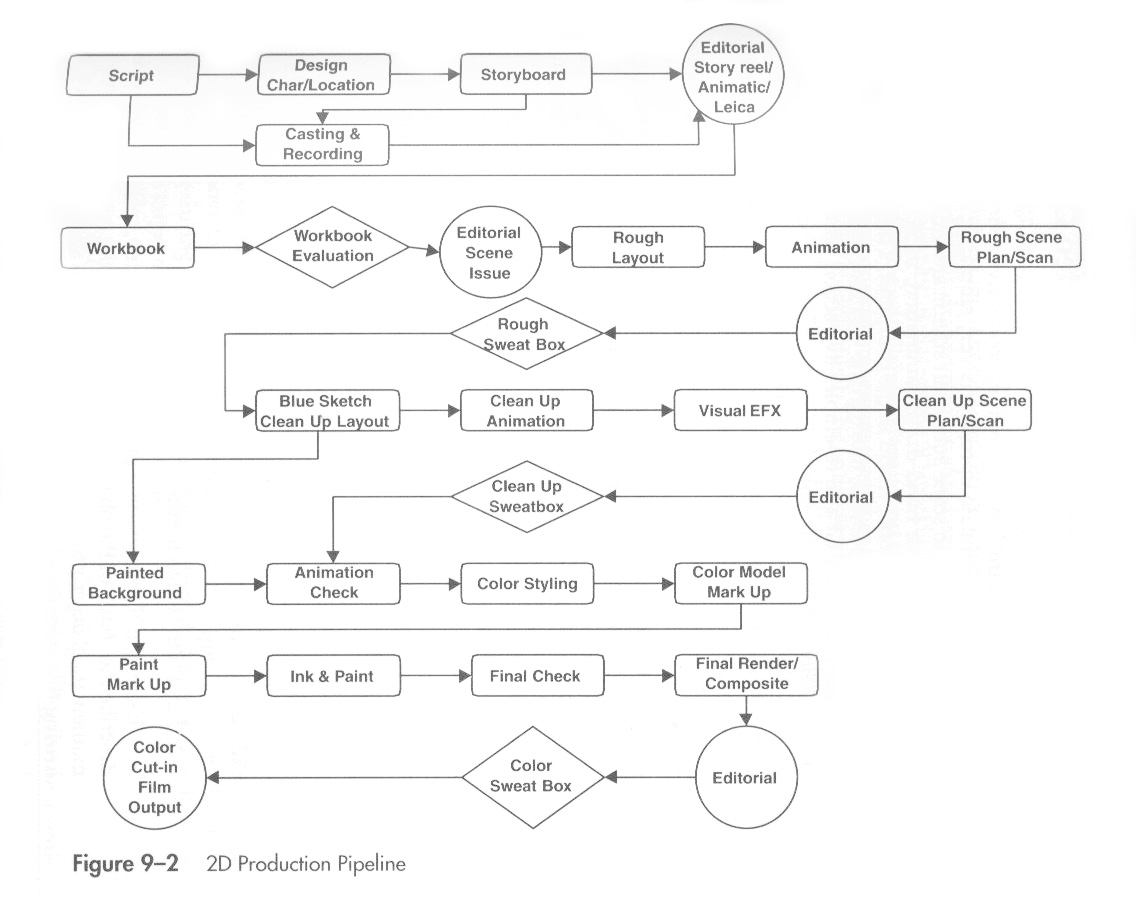 Script
Design
Char/Location
Storyboard
Editorial
Story reel/
Animatic/
Leica
Casting &
Recording
Workbook
Workbook
Evaluation
Editorial
Scene
Issue
Rough
Layout
Animation
Rough Scene
Plan/Scan
Editorial
Rough
Sweat Box
Blue Sketch
Clean Up Layout
Clean Up
Animation
Visual EFX
Clean Up Scene
Plan/Scan
Editorial
Clean Up
Sweatbox
Painted
Background
Animation
Check
Color Styling
Color Model
Mark Up
Paint
Mark Up
Ink & Paint
Final Check
Final Render/
Composite
Editorial
Color
Sweat Box
Color
Cut-in
Film
Output
Figure 9–2 2D Production Pipeline